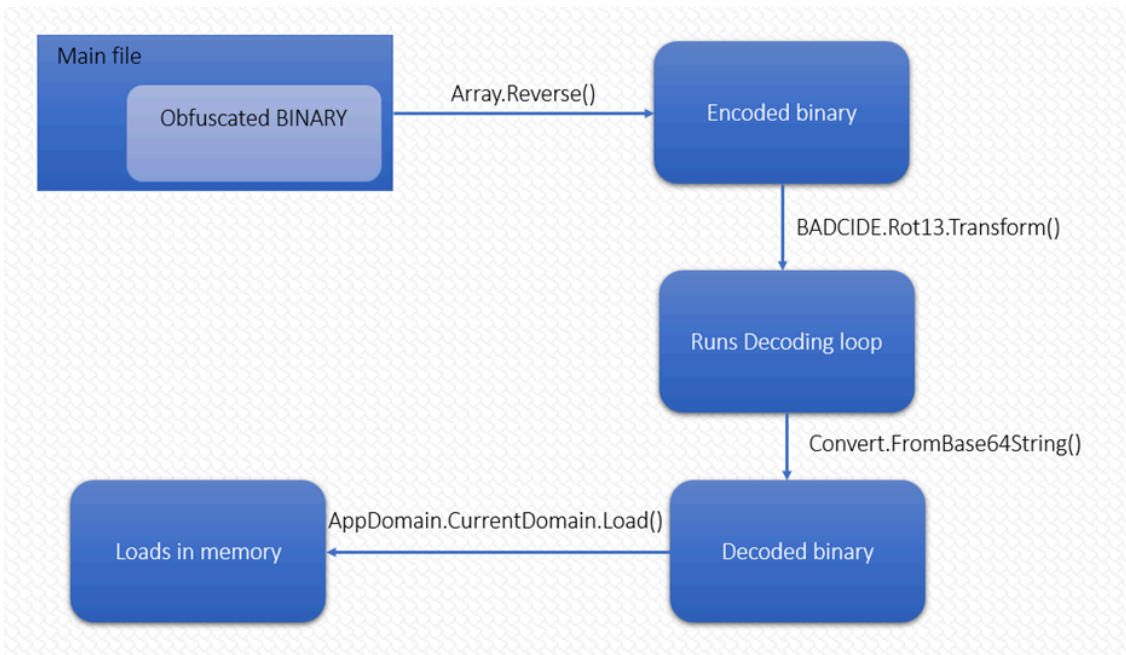 Main file
Obfuscated BINARY
Array.Reverse()
Encoded binary
BADCIDE.Rot13.Transform()
Runs Decoding loop
Convert.FromBase64String()
AppDomain.CurrentDomain.Load()
Loads in memory
Decoded binary